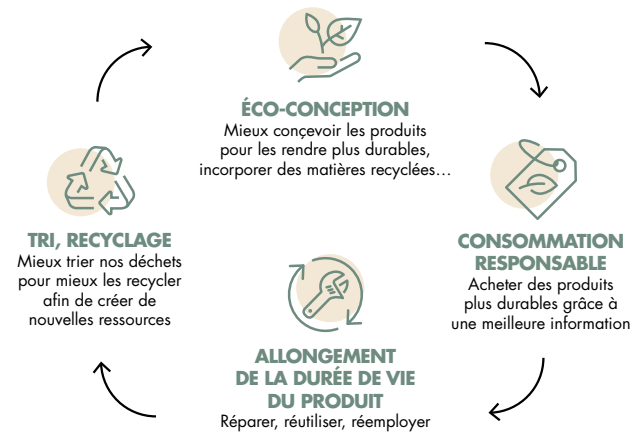 ÉCO-CONCEPTION
Mieux conçevoir les produits
pour les rendre plus durables,
incorporer des matières recyclées…
CONSOMMATION
RESPONSABLE
Acheter des produits
plus durables grâce à
une meilleure information
ALLONGEMENT
DE LA DURÉE DE VIE
DU PRODUIT
Réparer, réutiliser, réemployer
TRI, RECYCLAGE
Mieux trier nos déchets
pour mieux les recycler
afin de créer de
nouvelles ressources